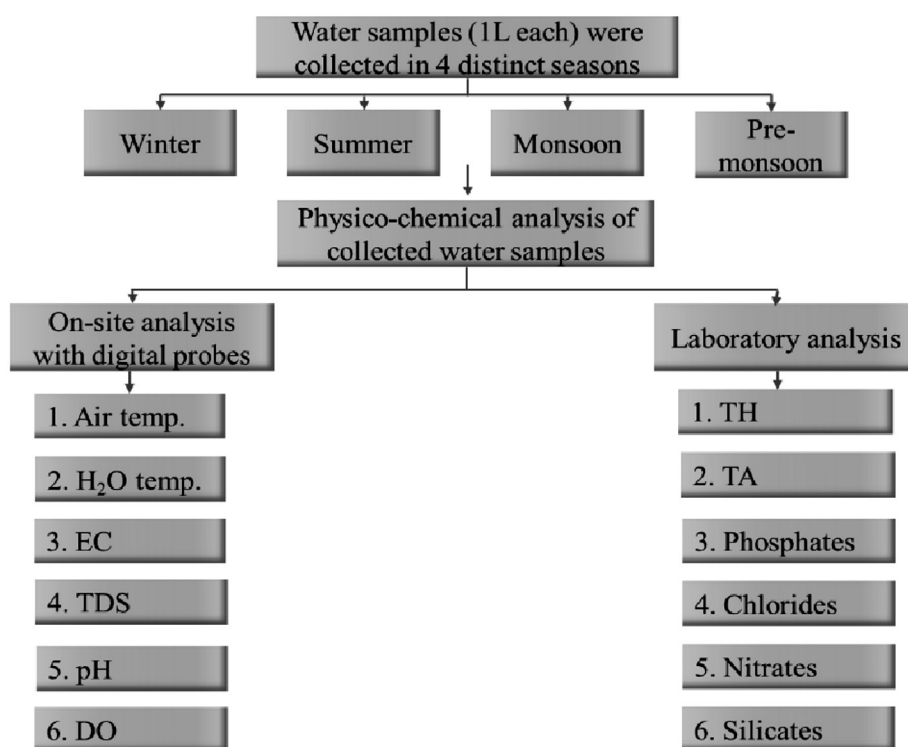 Water samples (1L each) were
collected in 4 distinct seasons
Winter
Summer
Monsoon
Pre-
monsoon
Physico-chemical analysis of
collected water samples
On-site analysis
with digital probes
1. Air temp.
2. H₂O temp.
3. EC
4. TDS
5. pH
6. DO
Laboratory analysis
1. TH
2. TA
3. Phosphates
4. Chlorides
5. Nitrates
6. Silicates